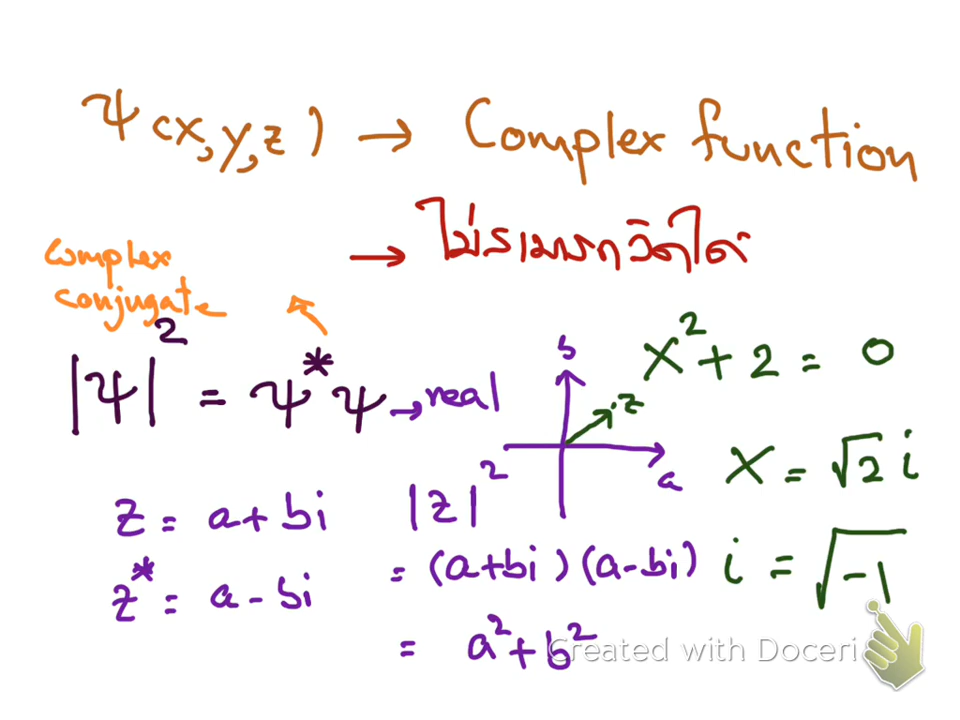 Ψ(x,y,z) → Complex function
→ ไม่สามารถวัดได้
complex
conjugate
|Ψ|² = Ψ*Ψ → real
b
z
a
x² + 2 = 0
x = √2 i
i = √-1
z = a + bi
z* = a - bi
|z|²
= (a+bi)(a-bi)
= a² + b²
Created with Doceri